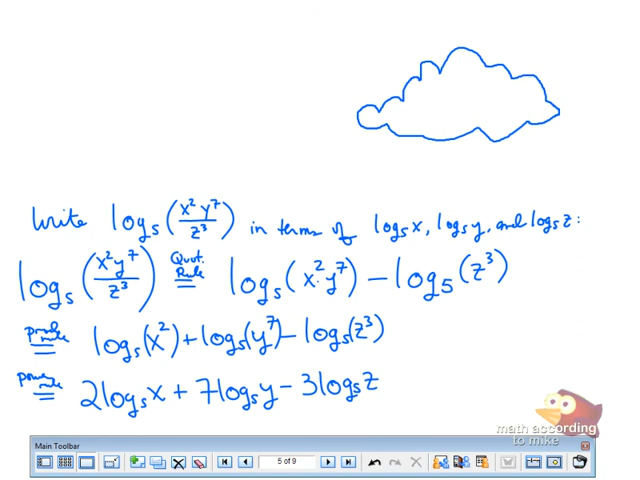 Write log₅(x²y⁷/z³) in terms of log₅x, log₅y, and log₅z:
log₅(x²y⁷/z³) Quot. Rule = log₅(x²·y⁷) − log₅(z³)
prod rule = log₅(x²) + log₅(y⁷) − log₅(z³)
power rule = 2log₅x + 7log₅y − 3log₅z
math according
to mike
Main Toolbar
5 of 9